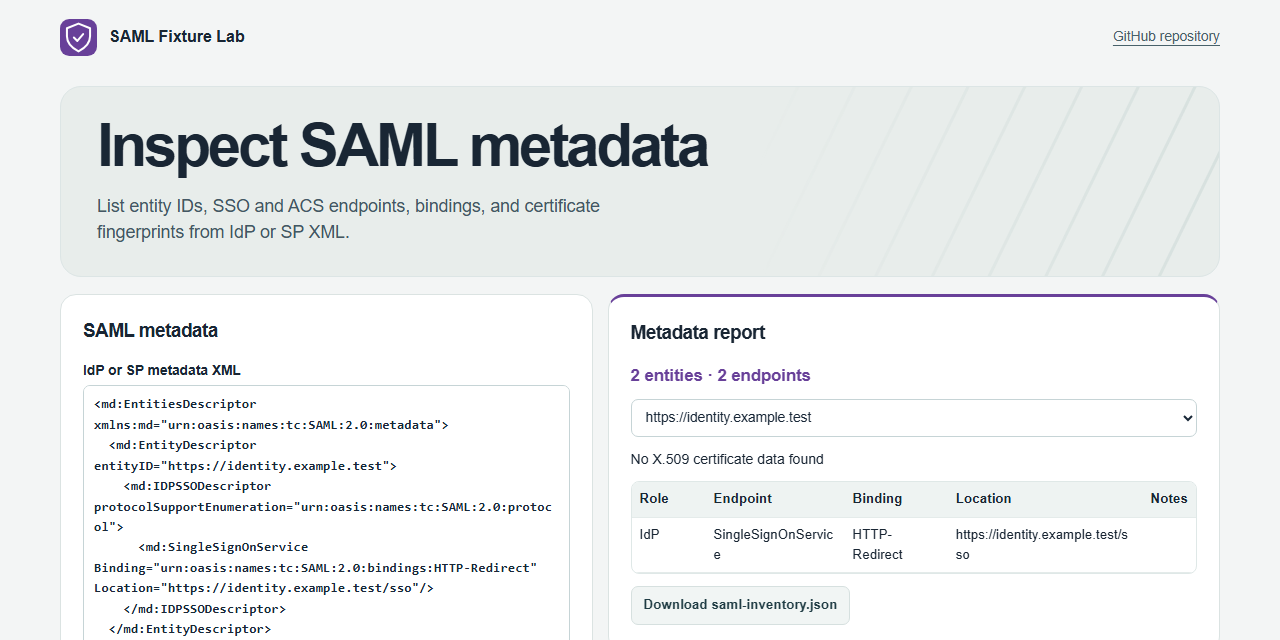 SAML Fixture Lab
GitHub repository
Inspect SAML metadata
List entity IDs, SSO and ACS endpoints, bindings, and certificate
fingerprints from IdP or SP XML.
SAML metadata
IdP or SP metadata XML
<md:EntitiesDescriptor
xmlns:md="urn:oasis:names:tc:SAML:2.0:metadata">
  <md:EntityDescriptor
entityID="https://identity.example.test">
    <md:IDPSSODescriptor
protocolSupportEnumeration="urn:oasis:names:tc:SAML:2.0:protoc
ol">
      <md:SingleSignOnService
Binding="urn:oasis:names:tc:SAML:2.0:bindings:HTTP-Redirect"
Location="https://identity.example.test/sso"/>
    </md:IDPSSODescriptor>
  </md:EntityDescriptor>
Metadata report
2 entities · 2 endpoints
https://identity.example.test
No X.509 certificate data found
Role Endpoint Binding Location Notes
IdP SingleSignOnServic HTTP- https://identity.example.test/s
e Redirect so
Download saml-inventory.json